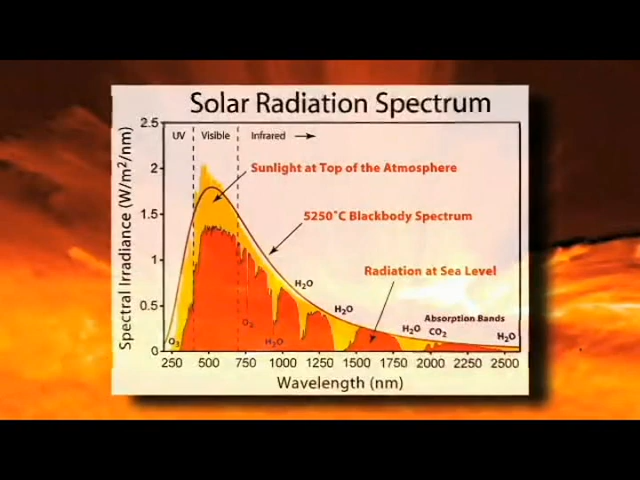 Solar Radiation Spectrum
UV Visible Infrared
Sunlight at Top of the Atmosphere
5250°C Blackbody Spectrum
Radiation at Sea Level
Absorption Bands
H₂O
H₂O
H₂O
CO₂
H₂O
O₂
H₂O
Spectral Irradiance (W/m²/nm)
2.5
2
1.5
1
0.5
0
250 500 750 1000 1250 1500 1750 2000 2250 2500
Wavelength (nm)